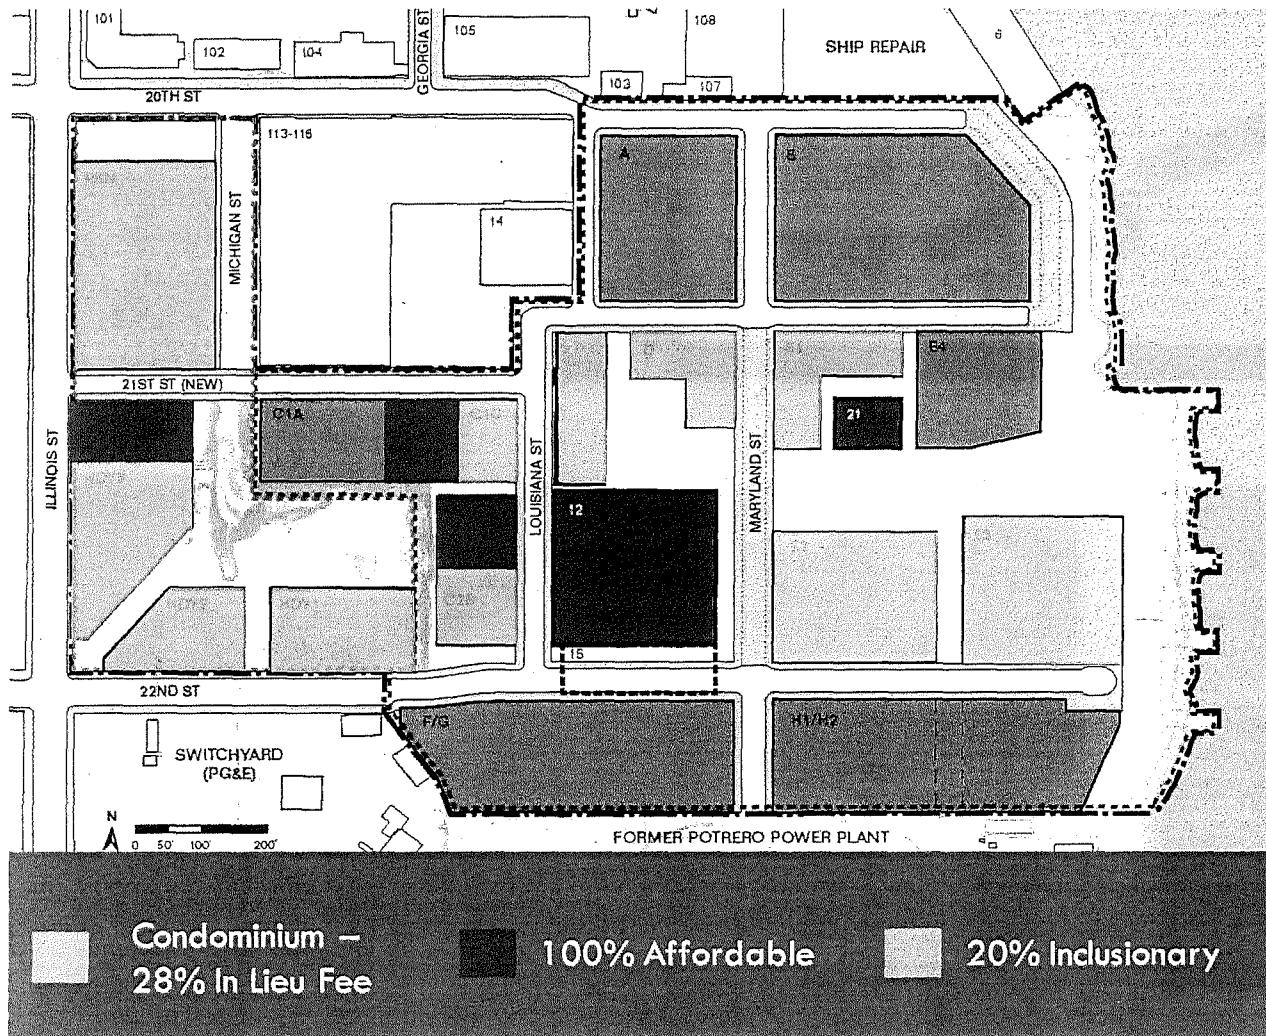 101
102
104
GEORGIA ST
105
108
SHIP REPAIR
6
103
107
20TH ST
113-116
A
B
MICHIGAN ST
14
21ST ST (NEW)
D
E1
E4
C1A
21
ILLINOIS ST
LOUISIANA ST
MARYLAND ST
12
C2B
15
22ND ST
F/G
H1/H2
SWITCHYARD
(PG&E)
N
0 50' 100' 200'
FORMER POTRERO POWER PLANT
Condominium –
28% In Lieu Fee
100% Affordable
20% Inclusionary